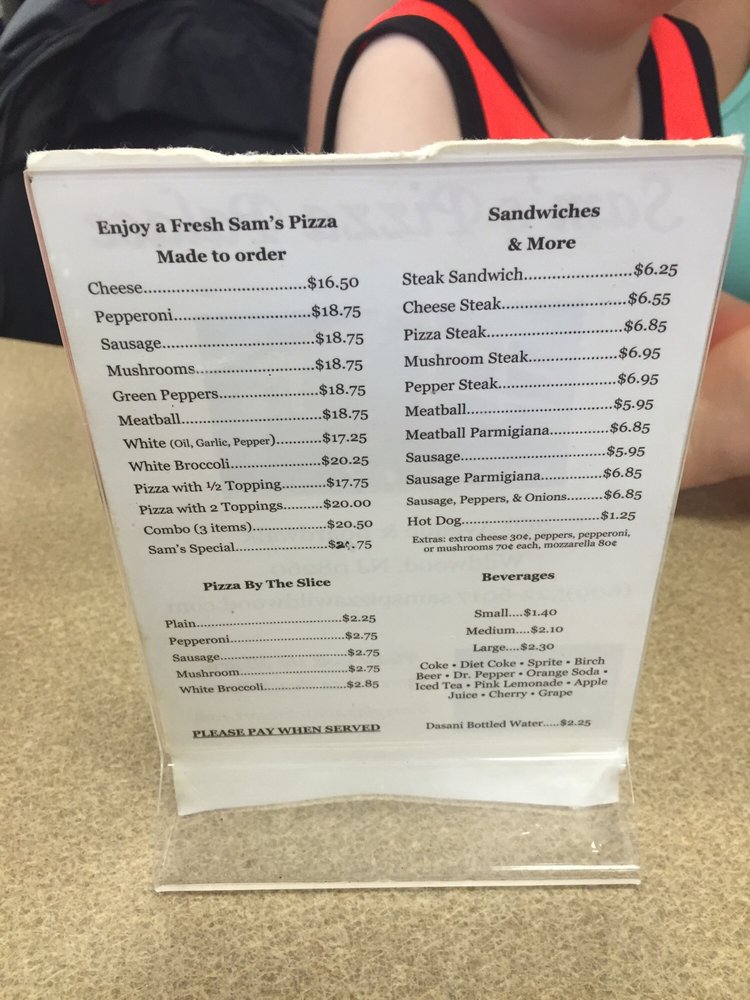 Enjoy a Fresh Sam's Pizza
Made to order
Cheese..................................$16.50
Pepperoni.............................$18.75
Sausage................................$18.75
Mushrooms.........................$18.75
Green Peppers.....................$18.75
Meatball..............................$18.75
White (Oil, Garlic, Pepper)..........$17.25
White Broccoli....................$20.25
Pizza with ½ Topping.........$17.75
Pizza with 2 Toppings.........$20.00
Combo (3 items).................$20.50
Sam's Special....................
Pizza By The Slice
Plain..........................................$2.25
Pepperoni............................$2.75
Sausage.................................$2.75
Mushroom............................$2.75
White Broccoli.....................$2.85
PLEASE PAY WHEN SERVED
Sandwiches
& More
Steak Sandwich.......................$6.25
Cheese Steak...........................$6.55
Pizza Steak..............................$6.85
Mushroom Steak...................$6.95
Pepper Steak.........................$6.95
Meatball................................$5.95
Meatball Parmigiana.............$6.85
Sausage..................................$5.95
Sausage Parmigiana...............$6.85
Sausage, Peppers, & Onions.........$6.85
Hot Dog.................................$1.25
Extras: extra cheese 30¢, peppers, pepperoni,
or mushrooms 70¢ each, mozzarella 80¢
Beverages
Small....$1.40
Medium....$2.10
Large....$2.30
Coke • Diet Coke • Sprite • Birch
Beer • Dr. Pepper • Orange Soda •
Iced Tea • Pink Lemonade • Apple
Juice • Cherry • Grape
Dasani Bottled Water.....$2.25